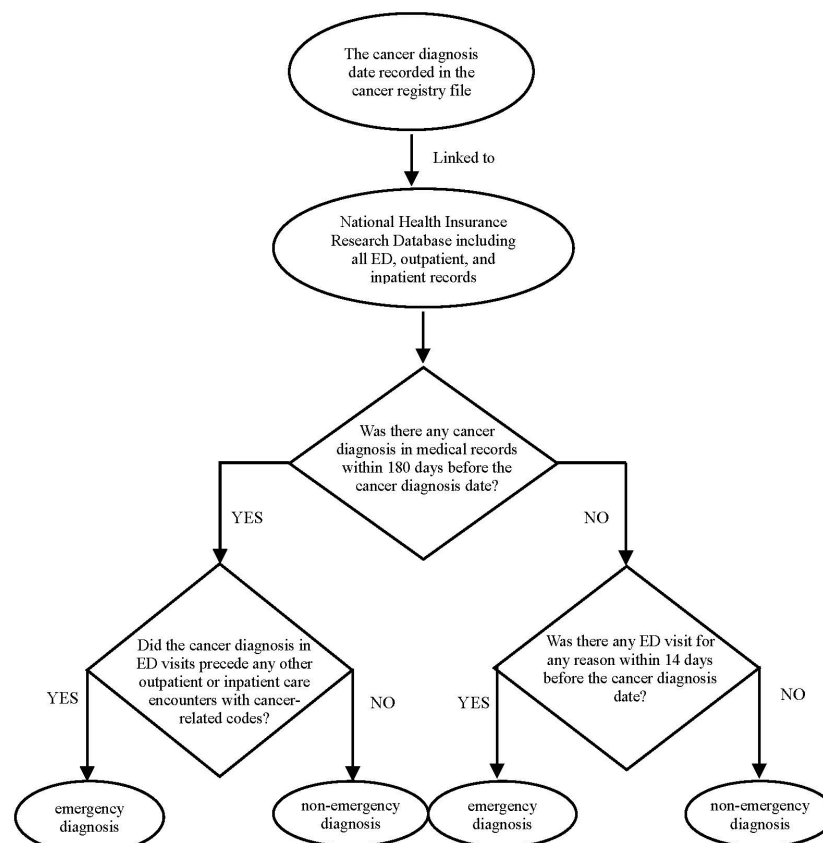 The cancer diagnosis
date recorded in the
cancer registry file
Linked to
National Health Insurance
Research Database including
all ED, outpatient, and
inpatient records
Was there any cancer
diagnosis in medical records
within 180 days before the
cancer diagnosis date?
YES
NO
Did the cancer diagnosis in
ED visits precede any other
outpatient or inpatient care
encounters with cancer-
related codes?
Was there any ED visit for
any reason within 14 days
before the cancer diagnosis
date?
YES
NO
YES
NO
emergency
diagnosis
non-emergency
diagnosis
emergency
diagnosis
non-emergency
diagnosis